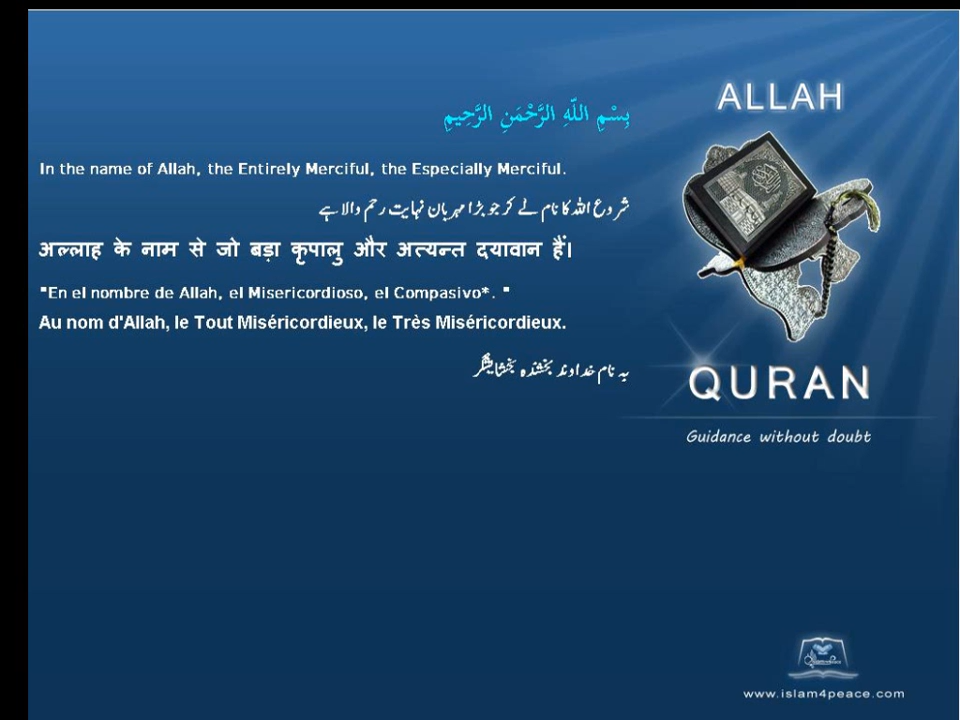 بِسْمِ اللّهِ الرَّحْمَنِ الرَّحِيمِ
In the name of Allah, the Entirely Merciful, the Especially Merciful.
شروع اللہ کا نام لے کر جو بڑا مہربان نہایت رحم والا ہے
अल्लाह के नाम से जो बड़ा कृपालु और अत्यन्त दयावान हैं।
"En el nombre de Allah, el Misericordioso, el Compasivo*. "
Au nom d'Allah, le Tout Miséricordieux, le Très Miséricordieux.
به نام خداوند بخشنده بخشایشگر
ALLAH
QURAN
Guidance without doubt
www.islam4peace.com